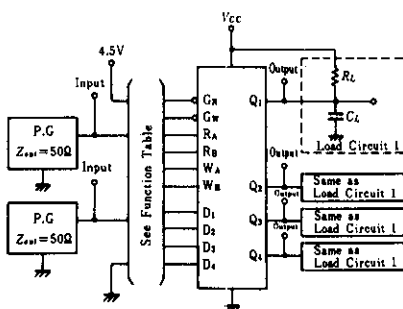 VCC
4.5V
Input
Output
RL
CL
Load Circuit 1
P.G
Zout=50Ω
Input
P.G
Zout=50Ω
See Function Table
GR
GW
RA
RB
WA
WB
D1
D2
D3
D4
Q1
Q2
Q3
Q4
Output
Same as
Load Circuit 1
Output
Same as
Load Circuit 1
Output
Same as
Load Circuit 1